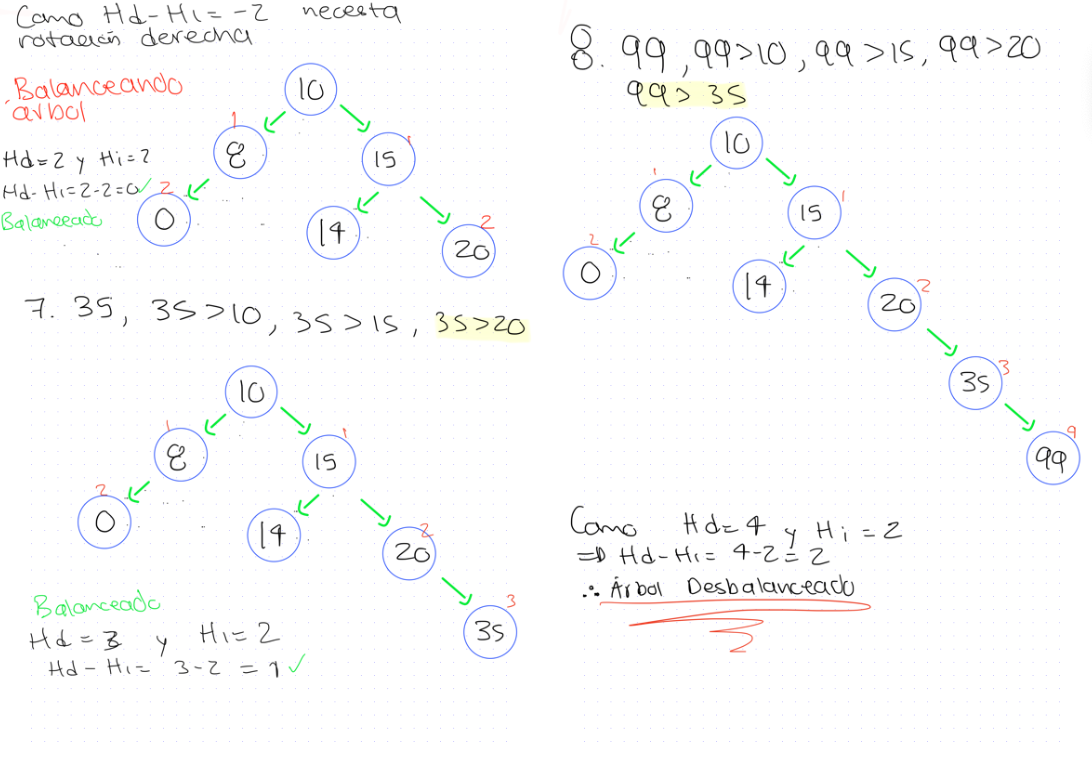 Como Hd-Hi= -2 necesita
rotación derecha
Balanceando
árbol
10
1
8
1
15
Hd=2 y Hi=2
Hd-Hi=2-2=0✓
Balanceado
2
0
14
2
20
7. 35, 35>10, 35>15, 35>20
10
1
8
1
15
2
0
14
2
20
3
35
Balanceado
Hd=3 y Hi=2
Hd-Hi= 3-2 = 1 ✓
8. 99, 99>10, 99>15, 99>20
99>35
10
1
8
1
15
2
0
14
2
20
3
35
99
Como Hd=4 y Hi=2
=D Hd-Hi= 4-2=2
∴ Árbol Desbalanceado